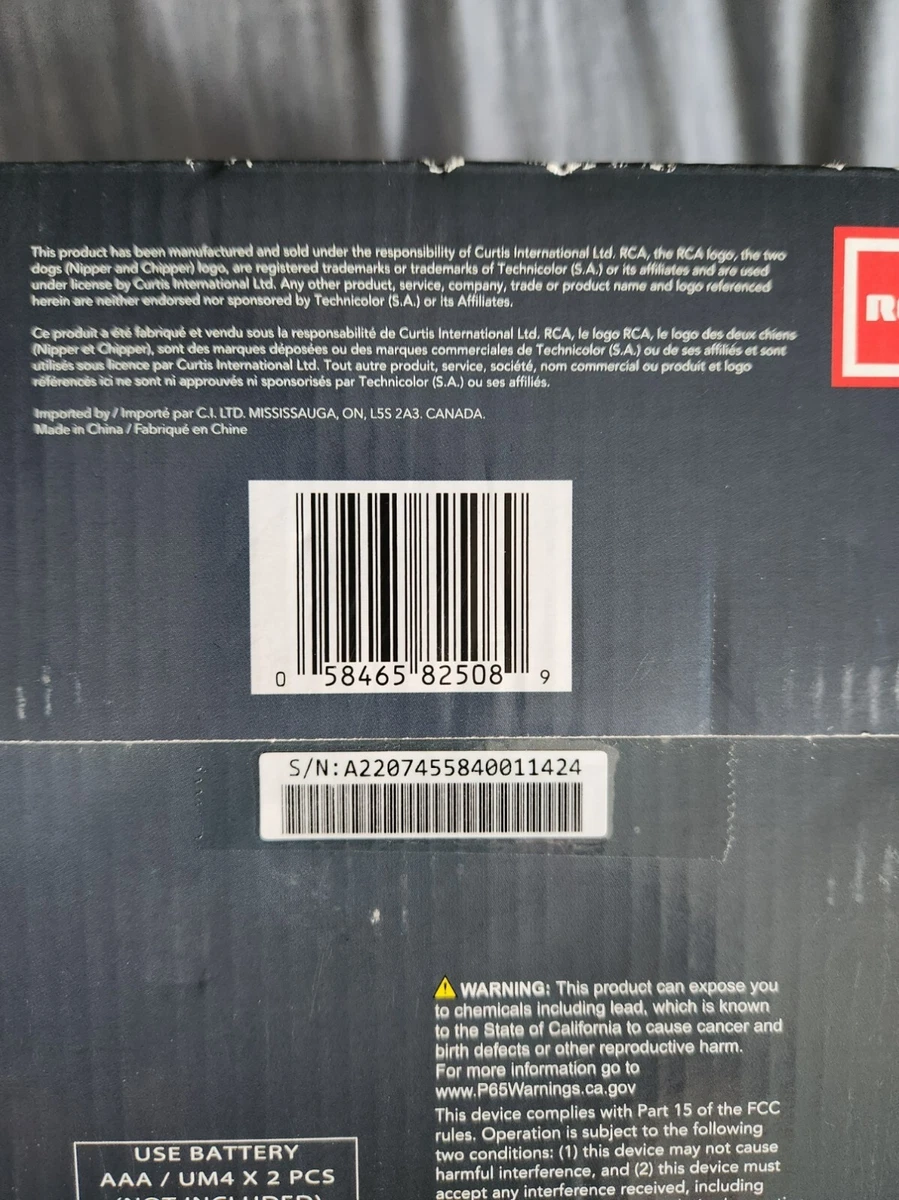 This product has been manufactured and sold under the responsibility of Curtis International Ltd. RCA, the RCA logo, the two
dogs (Nipper and Chipper) logo, are registered trademarks or trademarks of Technicolor (S.A.) or its affiliates and are used
under license by Curtis International Ltd. Any other product, service, company, trade or product name and logo referenced
herein are neither endorsed nor sponsored by Technicolor (S.A.) or its Affiliates.
Ce produit a été fabriqué et vendu sous la responsabilité de Curtis International Ltd. RCA, le logo RCA, le logo des deux chiens
(Nipper et Chipper), sont des marques déposées ou des marques commerciales de Technicolor (S.A.) ou de ses affiliés et sont
utilisés sous licence par Curtis International Ltd. Tout autre produit, service, société, nom commercial ou produit et logo
référencés ici ne sont ni approuvés ni sponsorisés par Technicolor (S.A.) ou ses affiliés.
Imported by / Importé par C.I. LTD. MISSISSAUGA, ON, L5S 2A3. CANADA.
Made in China / Fabriqué en Chine
0 58465 82508 9
S/N:A2207455840011424
WARNING: This product can expose you
to chemicals including lead, which is known
to the State of California to cause cancer and
birth defects or other reproductive harm.
For more information go to
www.P65Warnings.ca.gov
This device complies with Part 15 of the FCC
rules. Operation is subject to the following
two conditions: (1) this device may not cause
harmful interference, and (2) this device must
accept any interference received, including
USE BATTERY
AAA / UM4 X 2 PCS
(NOT INCLUDED)